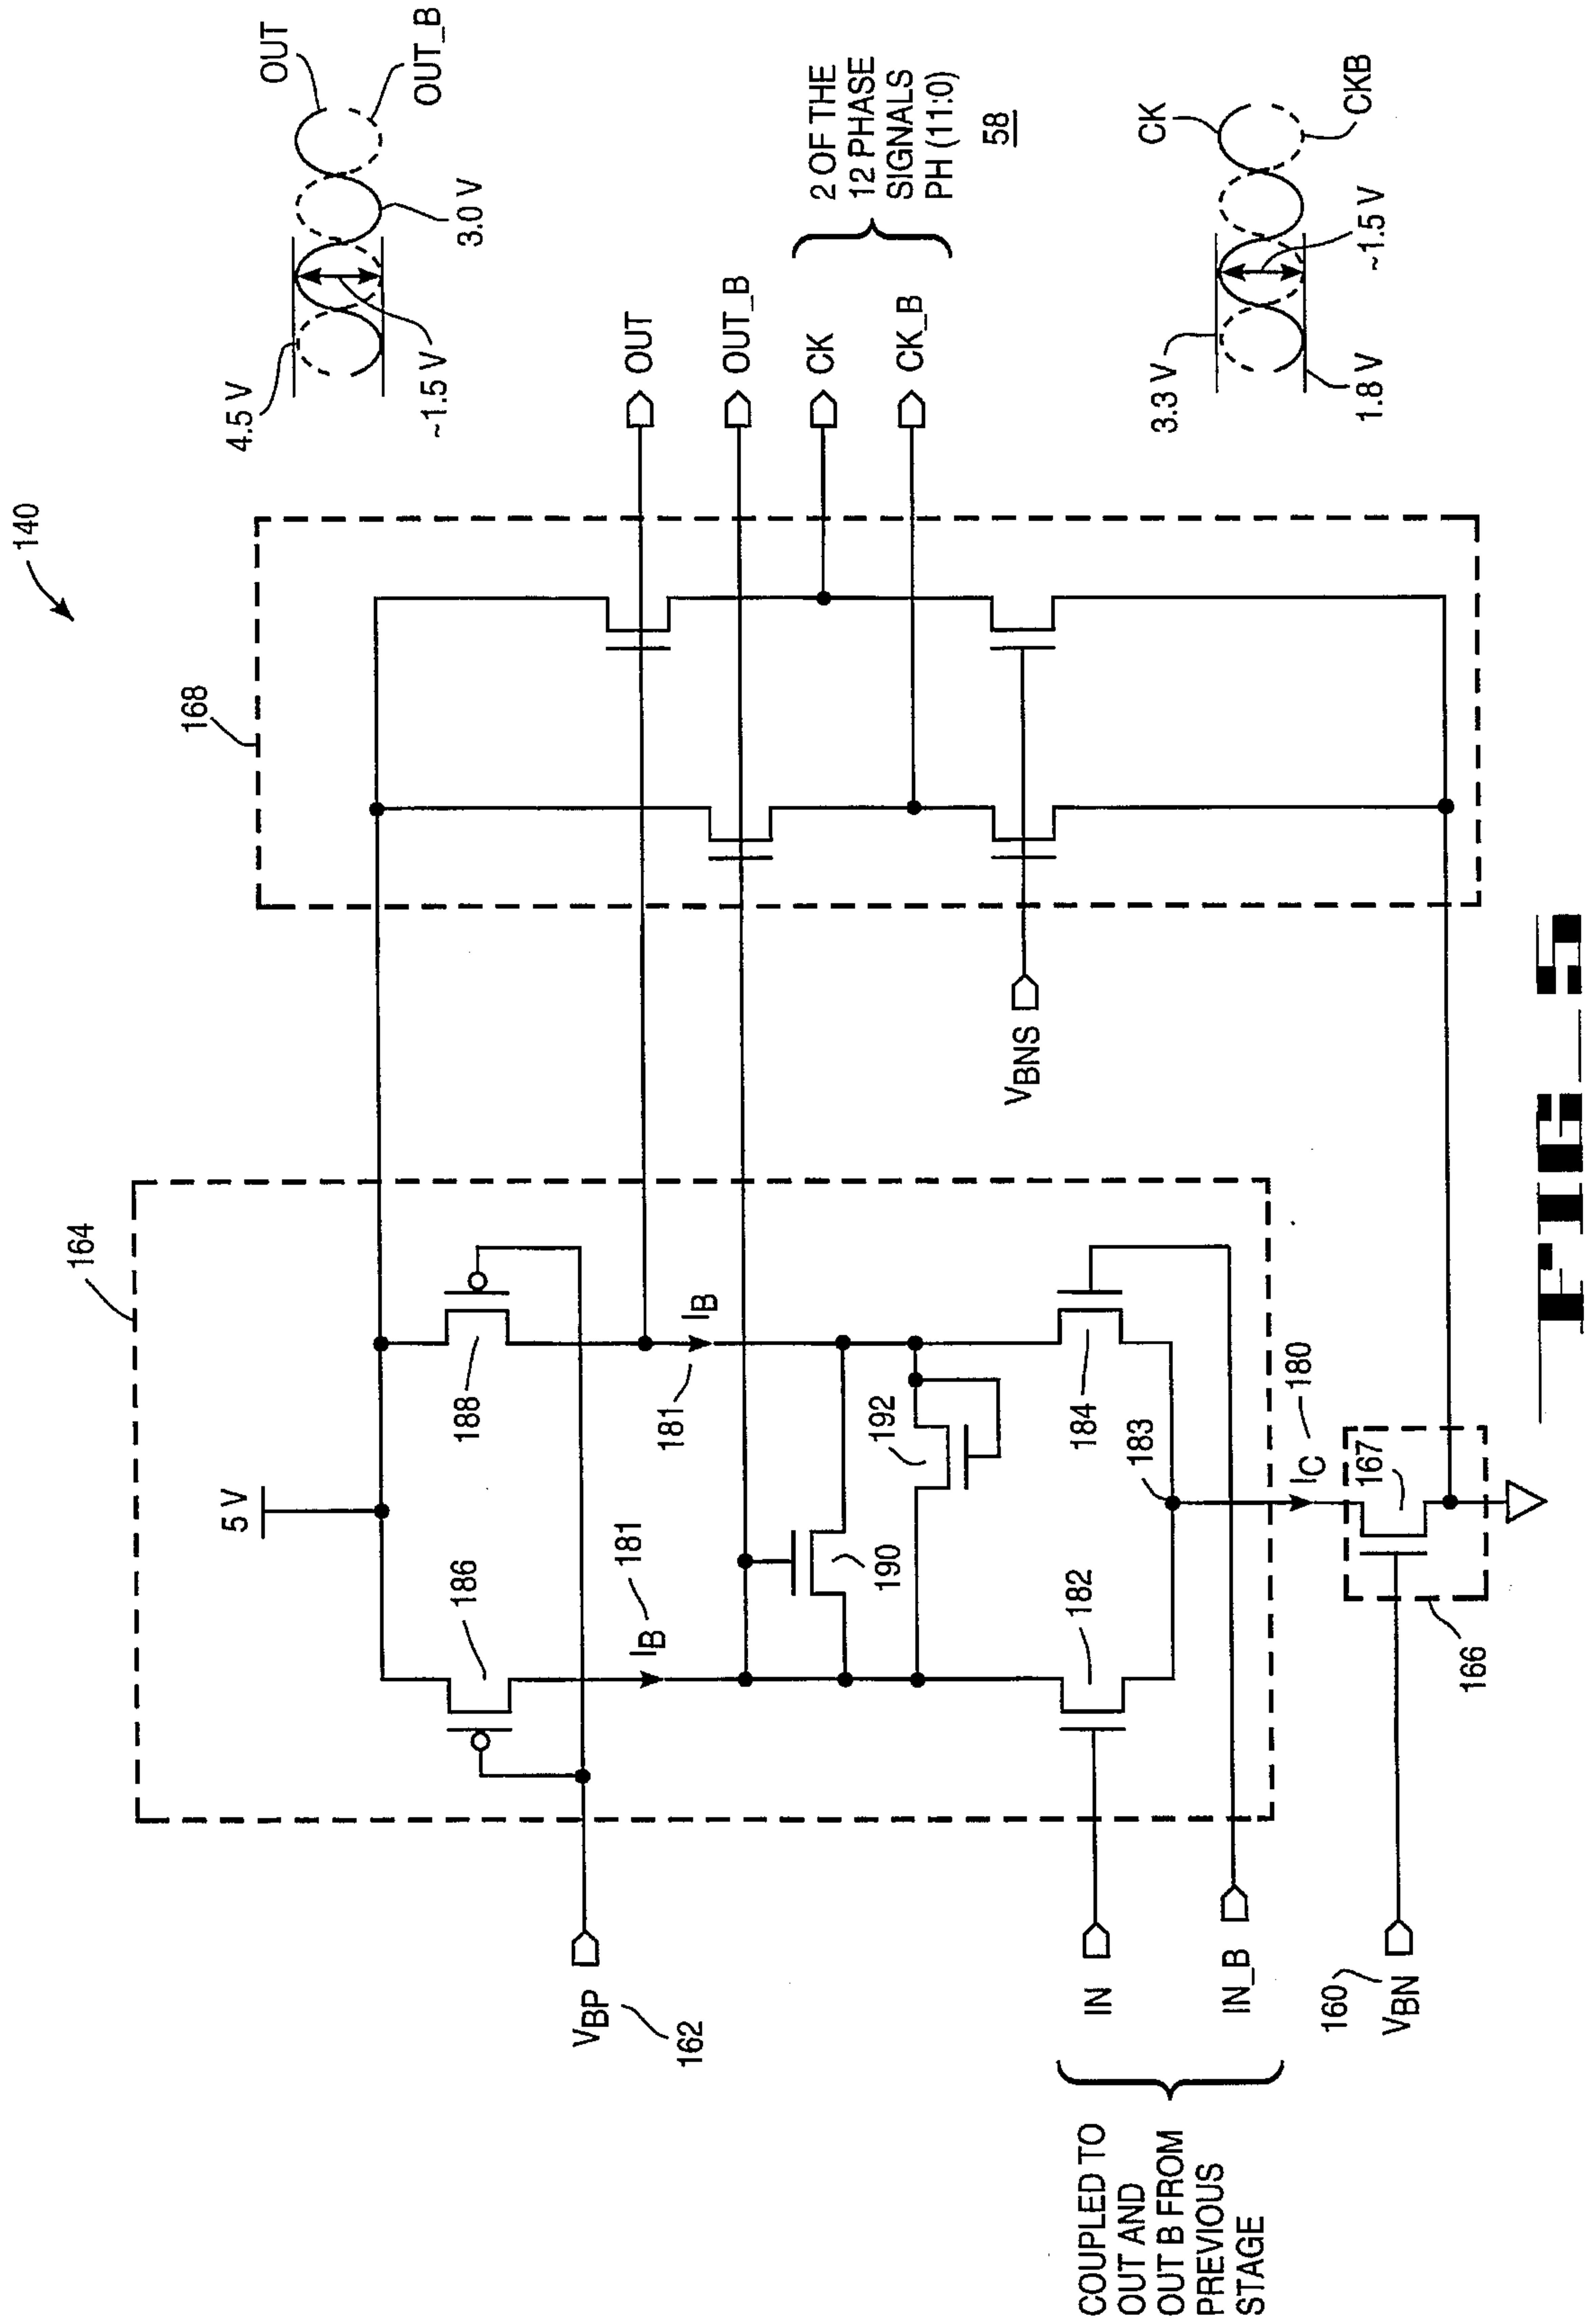 140
164
168
5 V
186
188
IB
181
181
IB
190
192
182
184
183
IC
180
167
166
VBP
162
IN
IN_B
160
VBN
COUPLED TO
OUT AND
OUT B FROM
PREVIOUS
STAGE
VBNS
OUT
OUT_B
CK
CK_B
2 OF THE
12 PHASE
SIGNALS
PH (11:0)
58
4.5 V
~1.5 V
3.0 V
OUT
OUT_B
3.3 V
1.8 V
~1.5 V
CK
CKB
FIG_5